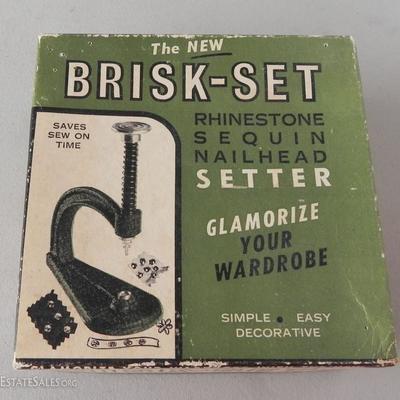 The NEW
BRISK-SET
SAVES
SEW ON
TIME
RHINESTONE
SEQUIN
NAILHEAD
SETTER
GLAMORIZE
YOUR
WARDROBE
SIMPLE • EASY
DECORATIVE
ESTATESALES.ORG